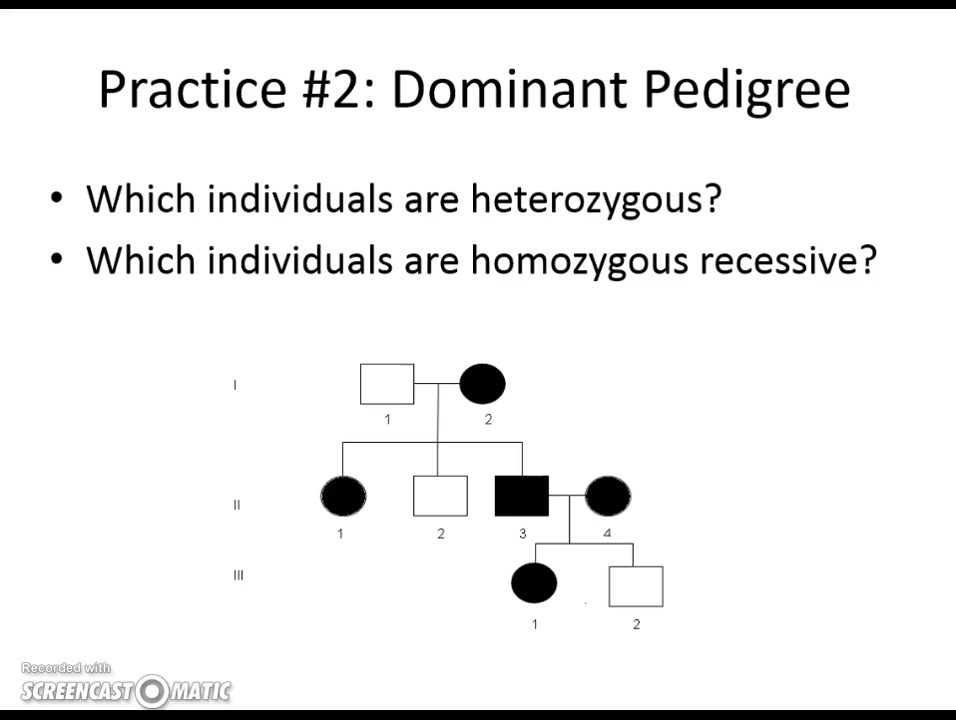 Practice #2: Dominant Pedigree
• Which individuals are heterozygous?
• Which individuals are homozygous recessive?
I
1 2
II
1 2 3 4
III
1 2
Recorded with
SCREENCAST MATIC